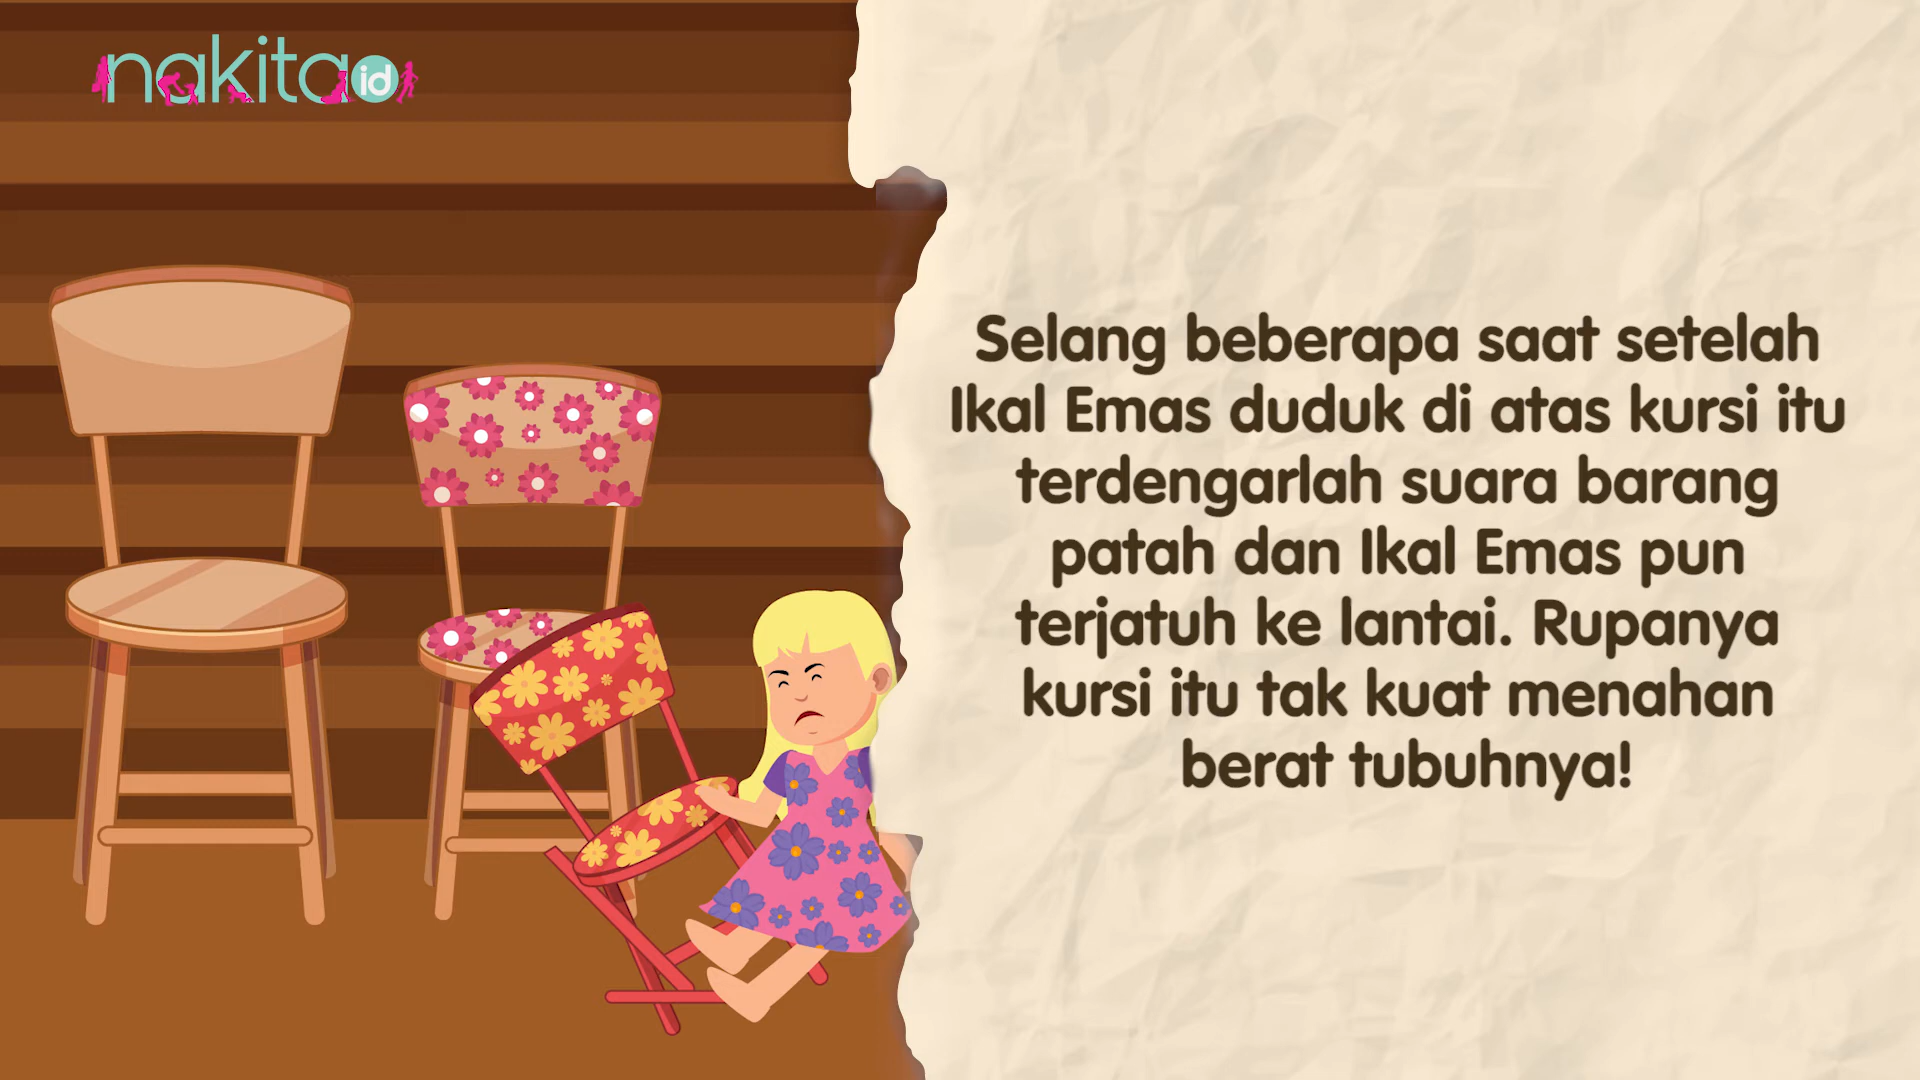 nakita id
Selang beberapa saat setelah
Ikal Emas duduk di atas kursi itu
terdengarlah suara barang
patah dan Ikal Emas pun
terjatuh ke lantai. Rupanya
kursi itu tak kuat menahan
berat tubuhnya!